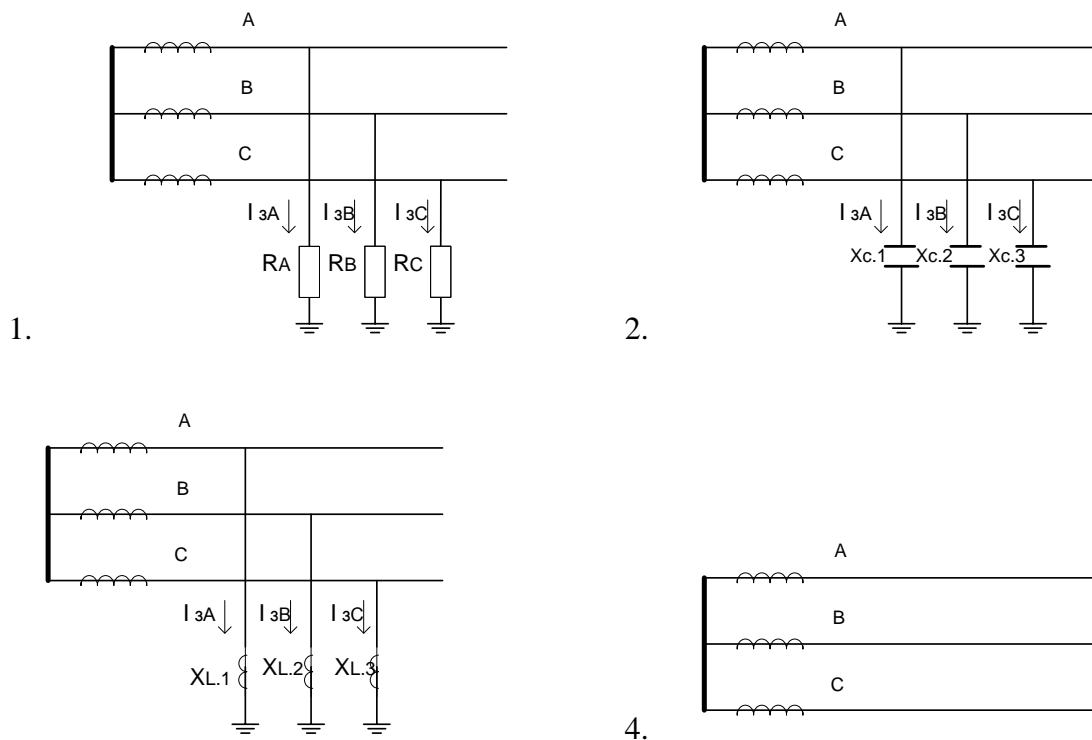 A
B
C
I зA I зB I зC
RA RB RC
1.
A
B
C
I зA I зB I зC
Xc.1 Xc.2 Xc.3
2.
A
B
C
I зA I зB I зC
XL.1 XL.2 XL.3
A
B
C
4.